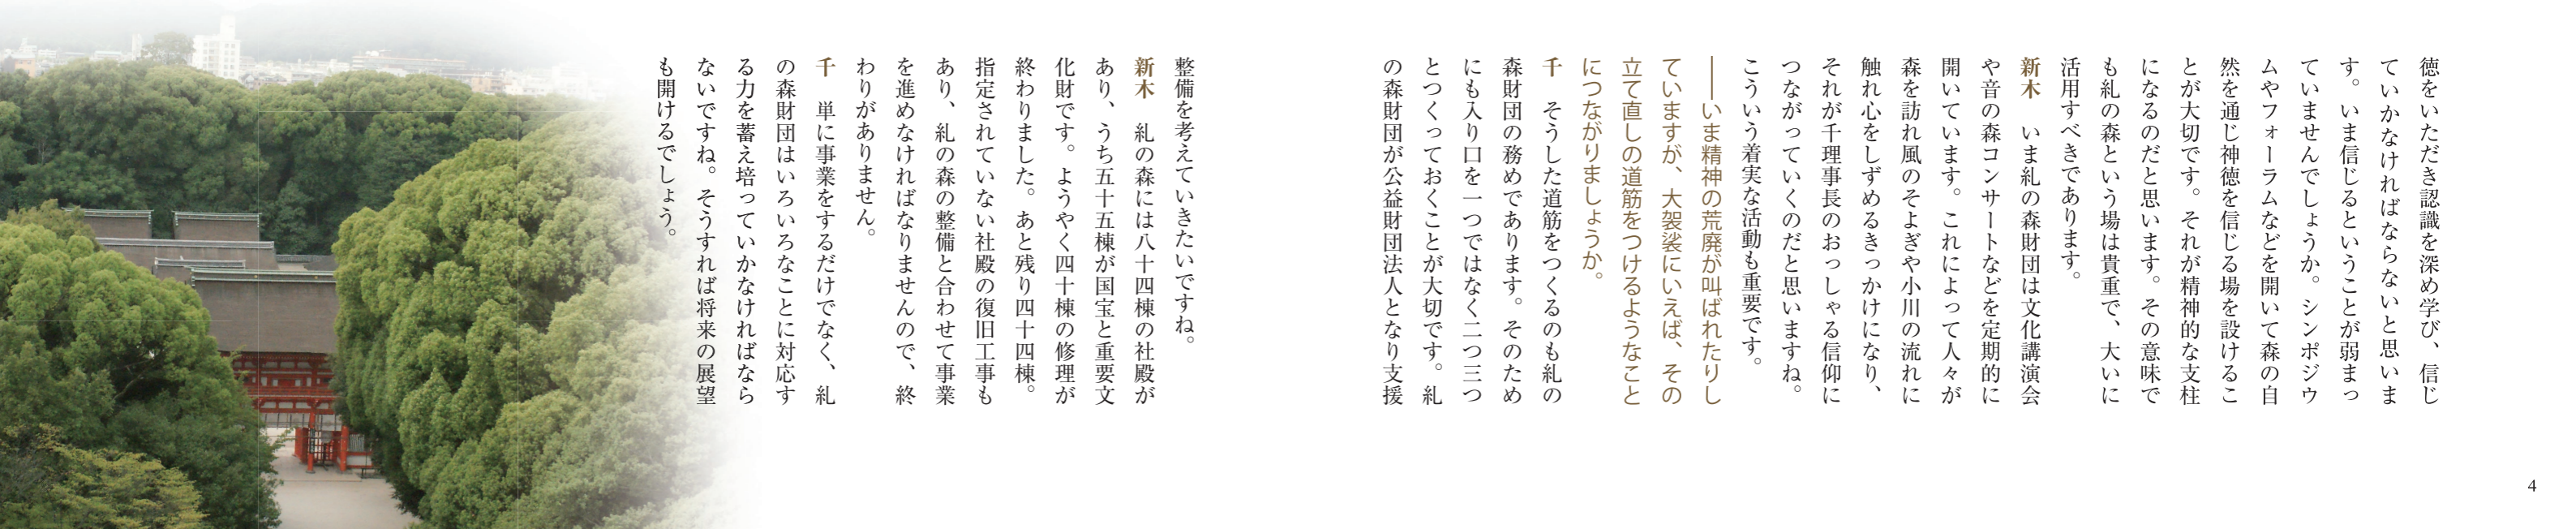 徳をいただき認識を深め学び、信じ
ていかなければならないと思いま
す。いま信じるということが弱まっ
ていませんでしょうか。シンポジウ
ムやフォーラムなどを開いて森の自
然を通じ神徳を信じる場を設けるこ
とが大切です。それが精神的な支柱
になるのだと思います。その意味で
も糺の森という場は貴重で、大いに
活用すべきであります。
新木　いま糺の森財団は文化講演会
や音の森コンサートなどを定期的に
開いています。これによって人々が
森を訪れ風のそよぎや小川の流れに
触れ心をしずめるきっかけになり、
それが千理事長のおっしゃる信仰に
つながっていくのだと思いますね。
こういう着実な活動も重要です。
――いま精神の荒廃が叫ばれたりし
ていますが、大袈裟にいえば、その
立て直しの道筋をつけるようなこと
につながりましょうか。
千　そうした道筋をつくるのも糺の
森財団の務めであります。そのため
にも入り口を一つではなく二つ三つ
とつくっておくことが大切です。糺
の森財団が公益財団法人となり支援
整備を考えていきたいですね。
新木　糺の森には八十四棟の社殿が
あり、うち五十五棟が国宝と重要文
化財です。ようやく四十棟の修理が
終わりました。あと残り四十四棟。
指定されていない社殿の復旧工事も
あり、糺の森の整備と合わせて事業
を進めなければなりませんので、終
わりがありません。
千　単に事業をするだけでなく、糺
の森財団はいろいろなことに対応す
る力を蓄え培っていかなければなら
ないですね。そうすれば将来の展望
も開けるでしょう。
4